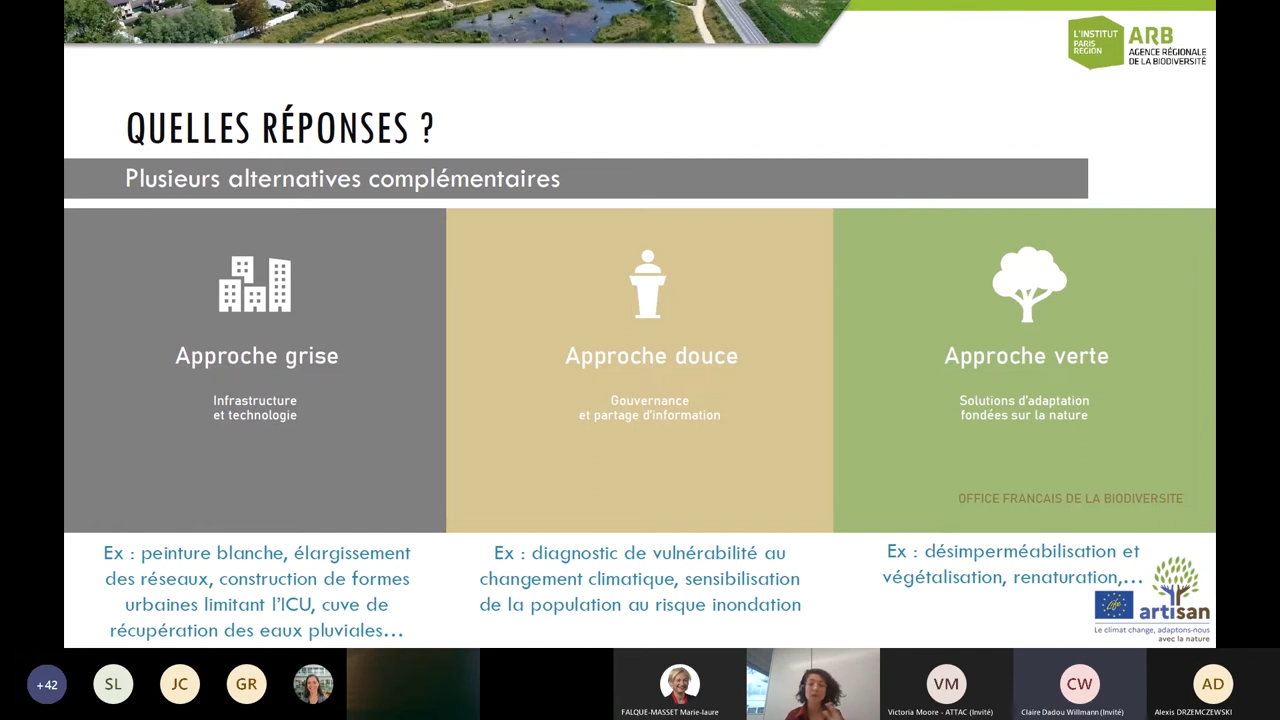 L'INSTITUT
PARIS
REGION
ARB
AGENCE RÉGIONALE
DE LA BIODIVERSITÉ
QUELLES RÉPONSES ?
Plusieurs alternatives complémentaires
Approche grise
Infrastructure
et technologie
Approche douce
Gouvernance
et partage d'information
Approche verte
Solutions d'adaptation
fondées sur la nature
OFFICE FRANCAIS DE LA BIODIVERSITE
Ex : peinture blanche, élargissement
des réseaux, construction de formes
urbaines limitant l'ICU, cuve de
récupération des eaux pluviales...
Ex : diagnostic de vulnérabilité au
changement climatique, sensibilisation
de la population au risque inondation
Ex : désimperméabilisation et
végétalisation, renaturation,...
Life
artisan
Le climat change, adaptons-nous
avec la nature
+42
SL
JC
GR
FALQUE-MASSET Marie-laure
VM
Victoria Moore - ATTAC (Invité)
CW
Claire Dadou Willmann (Invité)
AD
Alexis DRZEMCZEWSKI